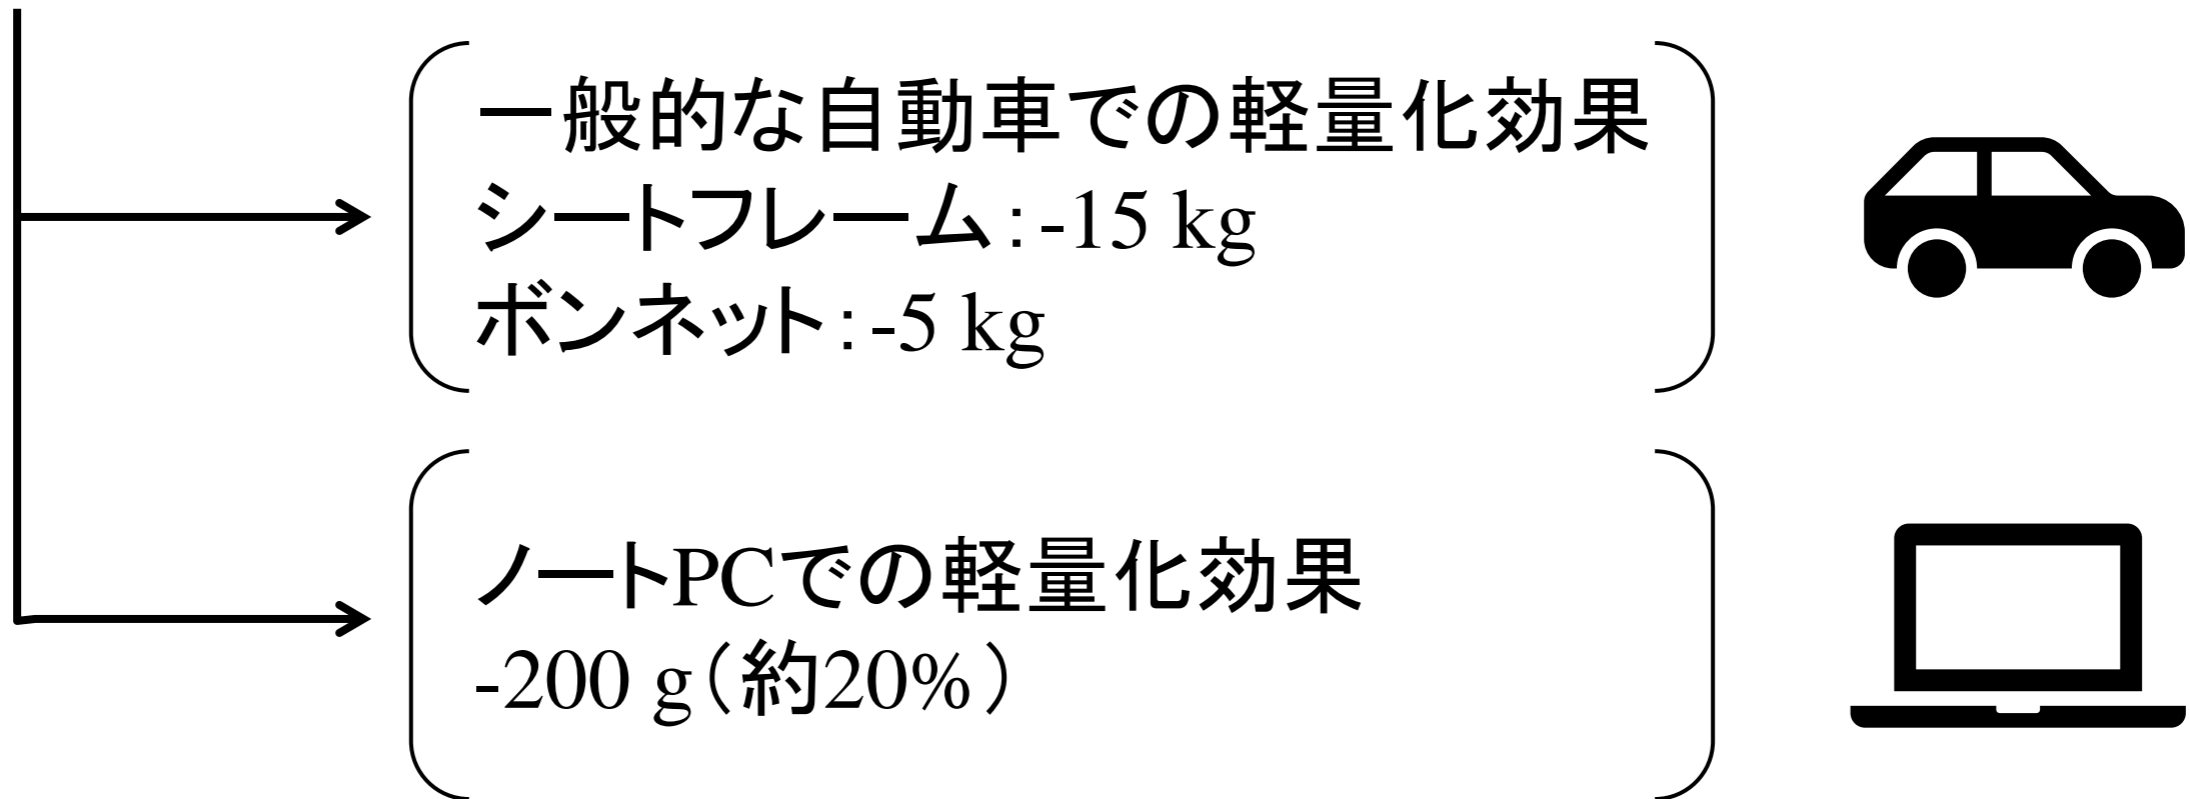 一般的な自動車での軽量化効果
シートフレーム：-15 kg
ボンネット：-5 kg
ノートPCでの軽量化効果
-200 g（約20%）